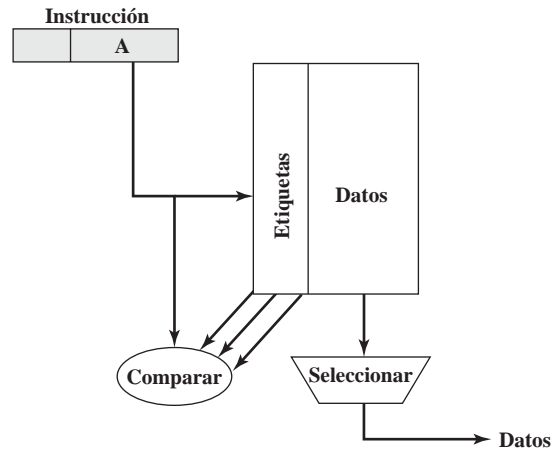 Instrucción
A
Etiquetas
Datos
Comparar
Seleccionar
Datos